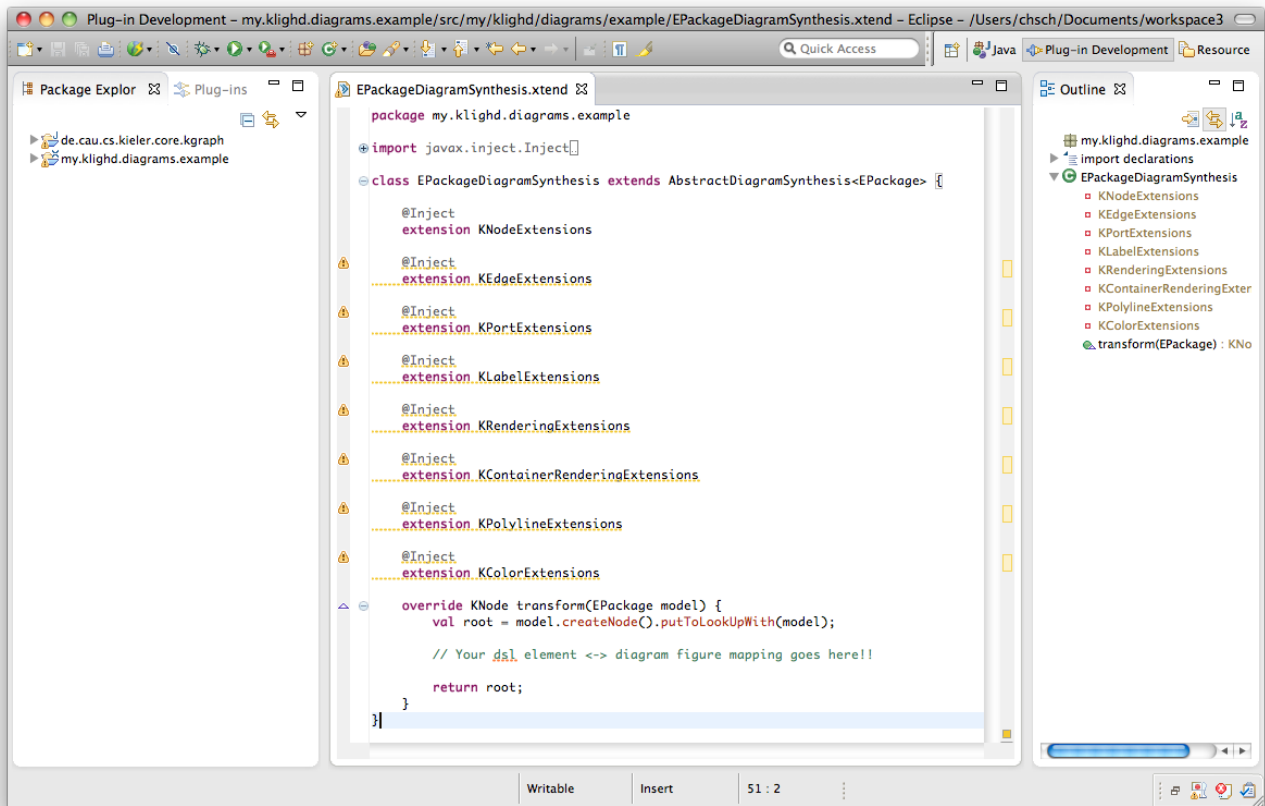 Plug-in Development – my.klighd.diagrams.example/src/my/klighd/diagrams/example/EPackageDiagramSynthesis.xtend – Eclipse – /Users/chsch/Documents/workspace3
Quick Access
Java
Plug-in Development
Resource
Package Explor
Plug-ins
de.cau.cs.kieler.core.kgraph
my.klighd.diagrams.example
EPackageDiagramSynthesis.xtend
package my.klighd.diagrams.example
import javax.inject.Inject
class EPackageDiagramSynthesis extends AbstractDiagramSynthesis<EPackage> {
@Inject
extension KNodeExtensions
@Inject
extension KEdgeExtensions
@Inject
extension KPortExtensions
@Inject
extension KLabelExtensions
@Inject
extension KRenderingExtensions
@Inject
extension KContainerRenderingExtensions
@Inject
extension KPolylineExtensions
@Inject
extension KColorExtensions
override KNode transform(EPackage model) {
val root = model.createNode().putToLookUpWith(model);
// Your dsl element <-> diagram figure mapping goes here!!
return root;
}
}
Outline
my.klighd.diagrams.example
import declarations
EPackageDiagramSynthesis
KNodeExtensions
KEdgeExtensions
KPortExtensions
KLabelExtensions
KRenderingExtensions
KContainerRenderingExter
KPolylineExtensions
KColorExtensions
transform(EPackage) : KNo
Writable
Insert
51 : 2